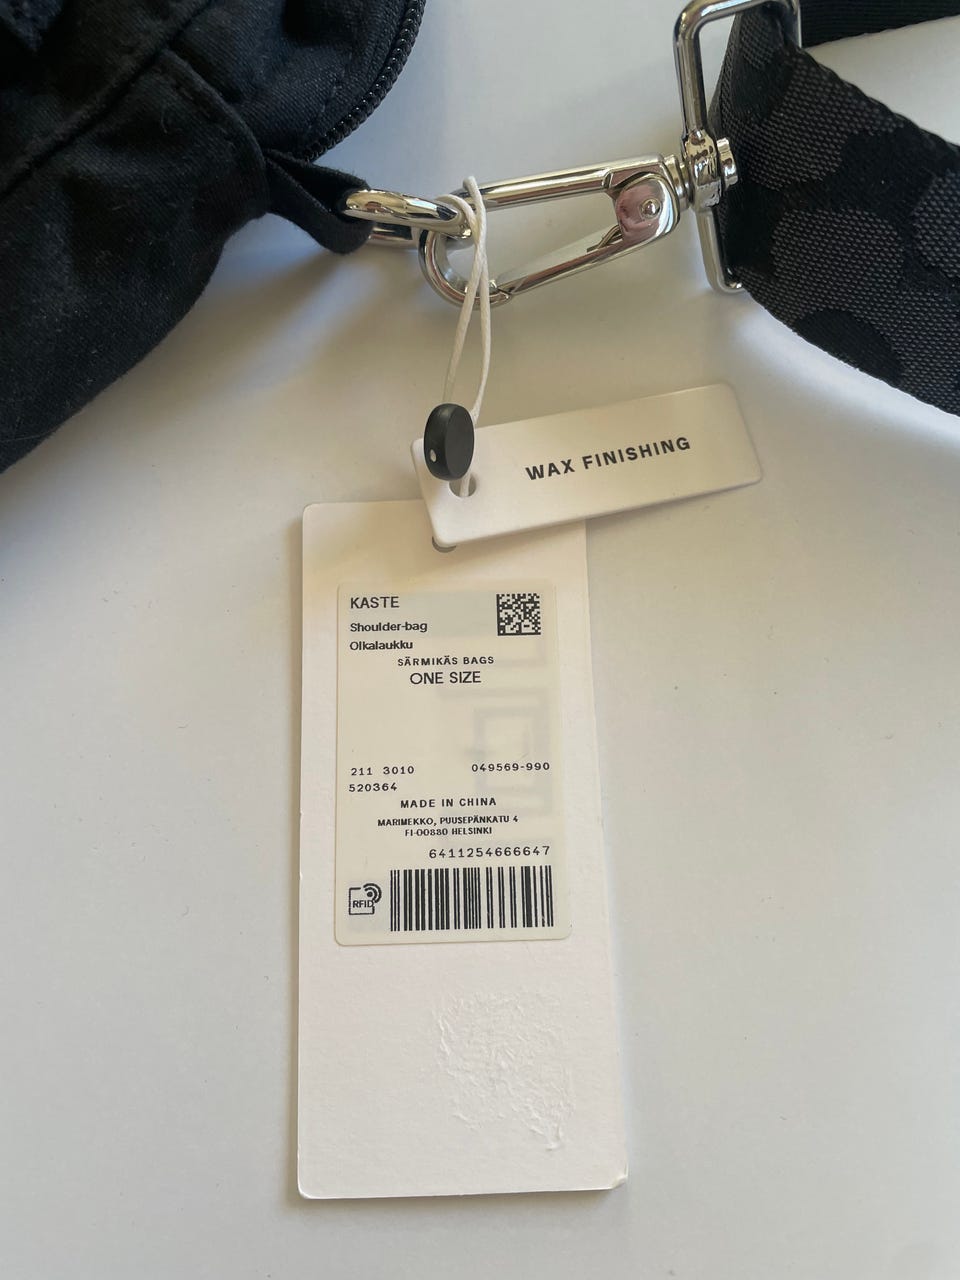 WAX FINISHING
KASTE
Shoulder-bag
Olkalaukku
SÄRMIKÄS BAGS
ONE SIZE
211 3010 049569-990
520364
MADE IN CHINA
MARIMEKKO, PUUSEPÄNKATU 4
FI-00880 HELSINKI
6411254666647
RFID